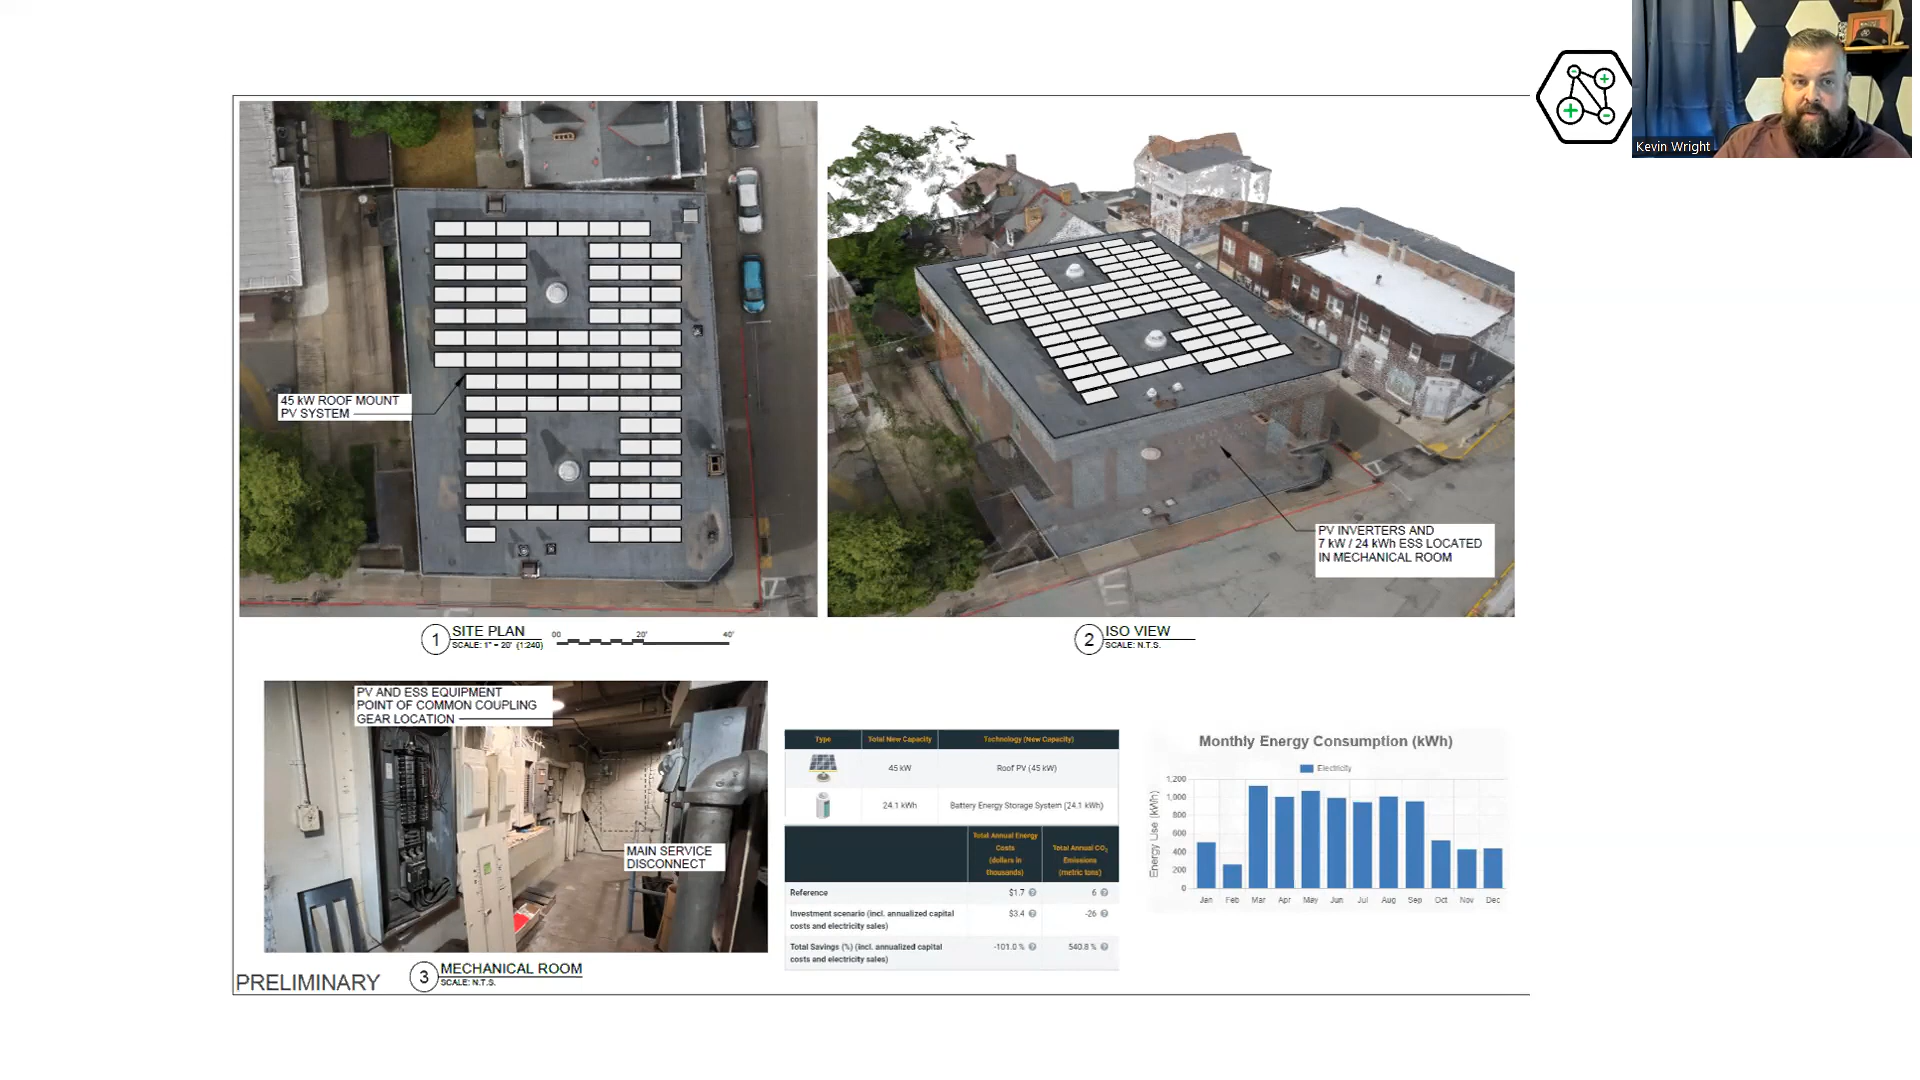 Kevin Wright
45 kW ROOF MOUNT
PV SYSTEM
PV INVERTERS AND
7 kW / 24 kWh ESS LOCATED
IN MECHANICAL ROOM
1
SITE PLAN
SCALE: 1" = 20' (1:240)
00
20'
40'
2
ISO VIEW
SCALE: N.T.S.
PV AND ESS EQUIPMENT
POINT OF COMMON COUPLING
GEAR LOCATION
MAIN SERVICE
DISCONNECT
PRELIMINARY
3
MECHANICAL ROOM
SCALE: N.T.S.
Type
Total New Capacity
Technology (New Capacity)
45 kW
Roof PV (45 kW)
24.1 kWh
Battery Energy Storage System (24.1 kWh)
Total Annual Energy
Costs
(dollars in
thousands)
Total Annual CO2
Emissions
(metric tons)
Reference
$1.7
6
Investment scenario (incl. annualized capital
costs and electricity sales)
$3.4
-26
Total Savings (%) (incl. annualized capital
costs and electricity sales)
-101.0 %
540.8 %
Monthly Energy Consumption (kWh)
Electricity
Energy Use (kWh)
1,200
1,000
800
600
400
200
0
Jan Feb Mar Apr May Jun Jul Aug Sep Oct Nov Dec